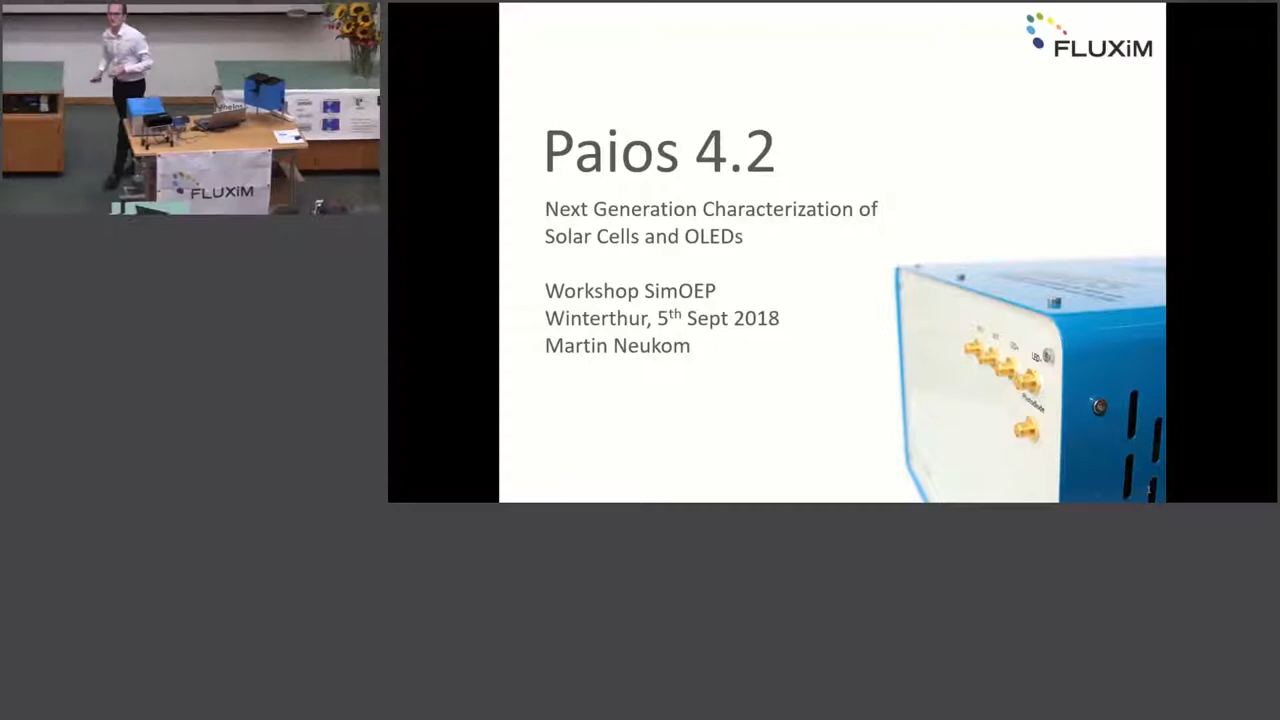 FLUXiM
Paios 4.2
Next Generation Characterization of
Solar Cells and OLEDs
Workshop SimOEP
Winterthur, 5th Sept 2018
Martin Neukom
FLUXiM